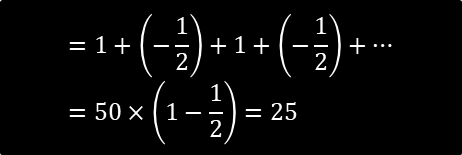 = 1 + (−1/2) + 1 + (−1/2) + ⋯
= 50 × (1 − 1/2) = 25